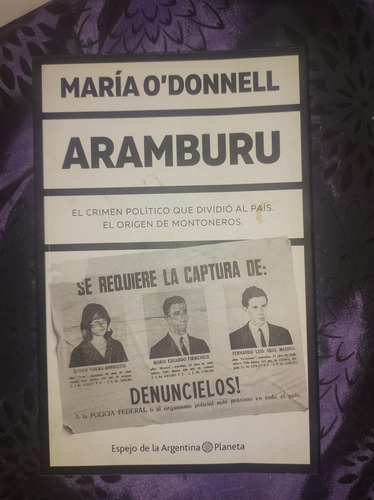 MARÍA O'DONNELL
ARAMBURU
EL CRIMEN POLÍTICO QUE DIVIDIÓ AL PAÍS.
EL ORIGEN DE MONTONEROS.
SE REQUIERE LA CAPTURA DE:
MARIO EDUARDO FIRMENICH
FERNANDO LUIS ABAL MEDINA
DENUNCIELOS!
A la POLICIA FEDERAL o al organismo policial más próximo en todo el país.
Espejo de la Argentina Planeta